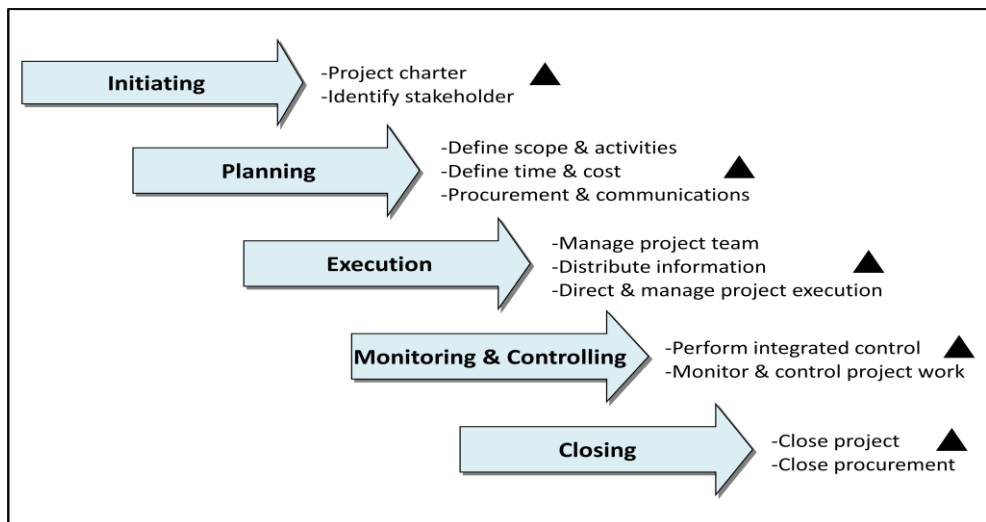 Initiating
-Project charter
-Identify stakeholder
Planning
-Define scope & activities
-Define time & cost
-Procurement & communications
Execution
-Manage project team
-Distribute information
-Direct & manage project execution
Monitoring & Controlling
-Perform integrated control
-Monitor & control project work
Closing
-Close project
-Close procurement